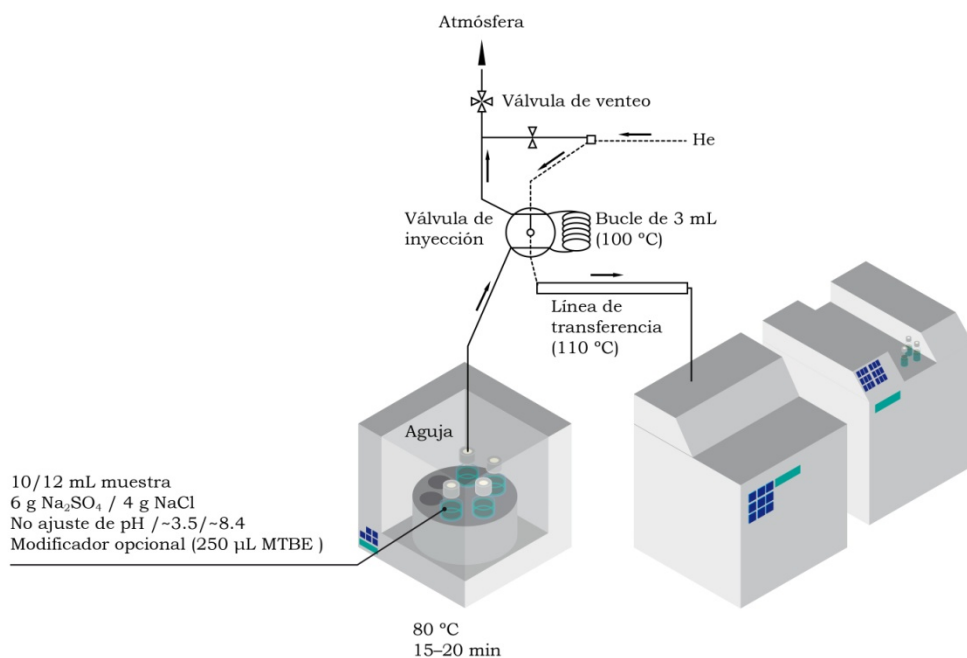 Atmósfera
Válvula de venteo
He
Válvula de
inyección
Bucle de 3 mL
(100 ºC)
Línea de
transferencia
(110 ºC)
Aguja
10/12 mL muestra
6 g Na₂SO₄ / 4 g NaCl
No ajuste de pH /~3.5/~8.4
Modificador opcional (250 µL MTBE )
80 ºC
15–20 min